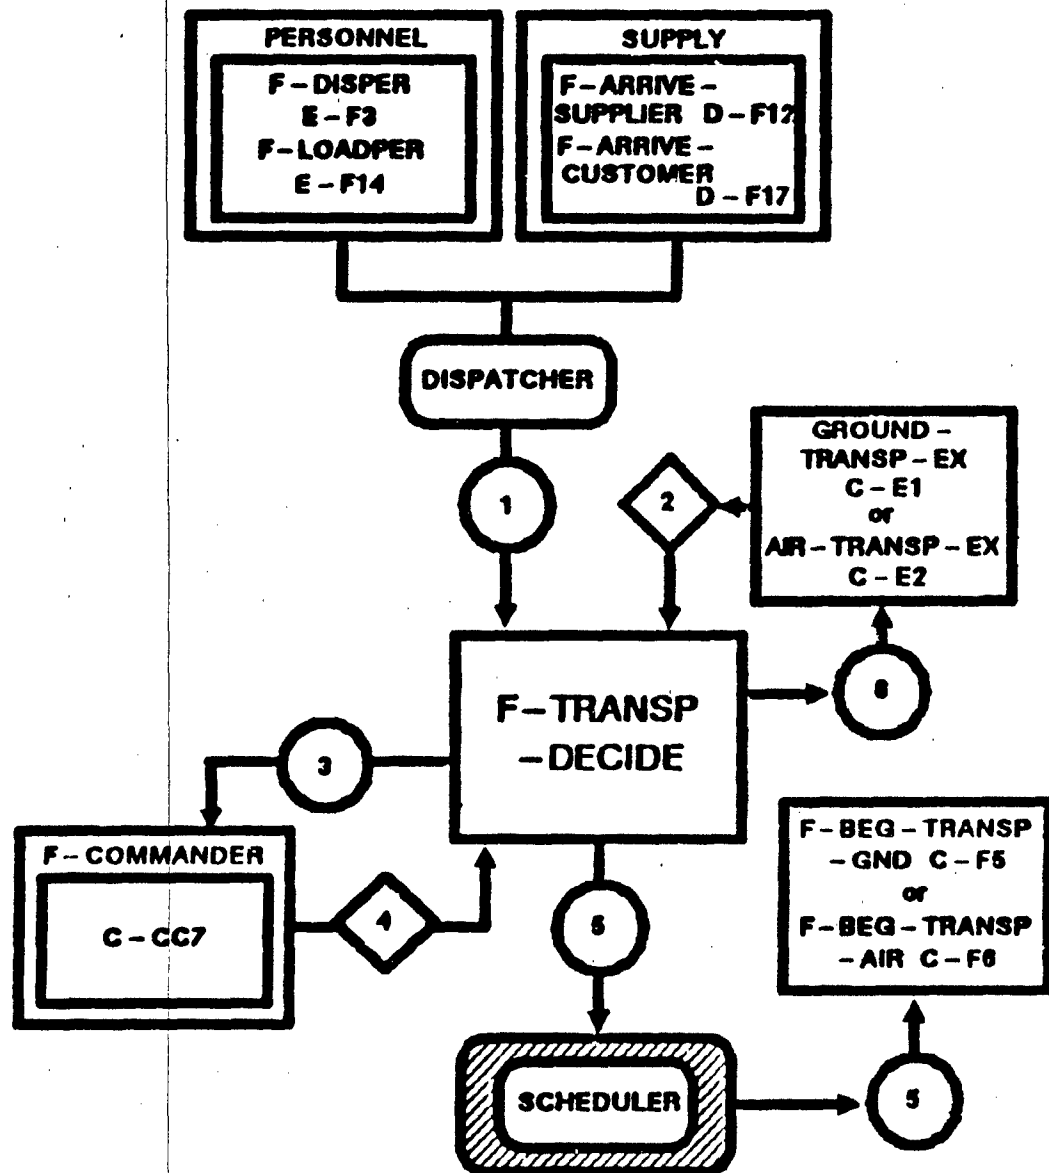 PERSONNEL
F-DISPER
E-F3
F-LOADPER
E-F14
SUPPLY
F-ARRIVE-
SUPPLIER D-F12
F-ARRIVE-
CUSTOMER
D-F17
DISPATCHER
1
2
GROUND-
TRANSP-EX
C-E1
or
AIR-TRANSP-EX
C-E2
F-TRANSP
-DECIDE
6
3
F-COMMANDER
C-CC7
4
5
F-BEG-TRANSP
-GND C-F5
or
F-BEG-TRANSP
-AIR C-F6
SCHEDULER
5